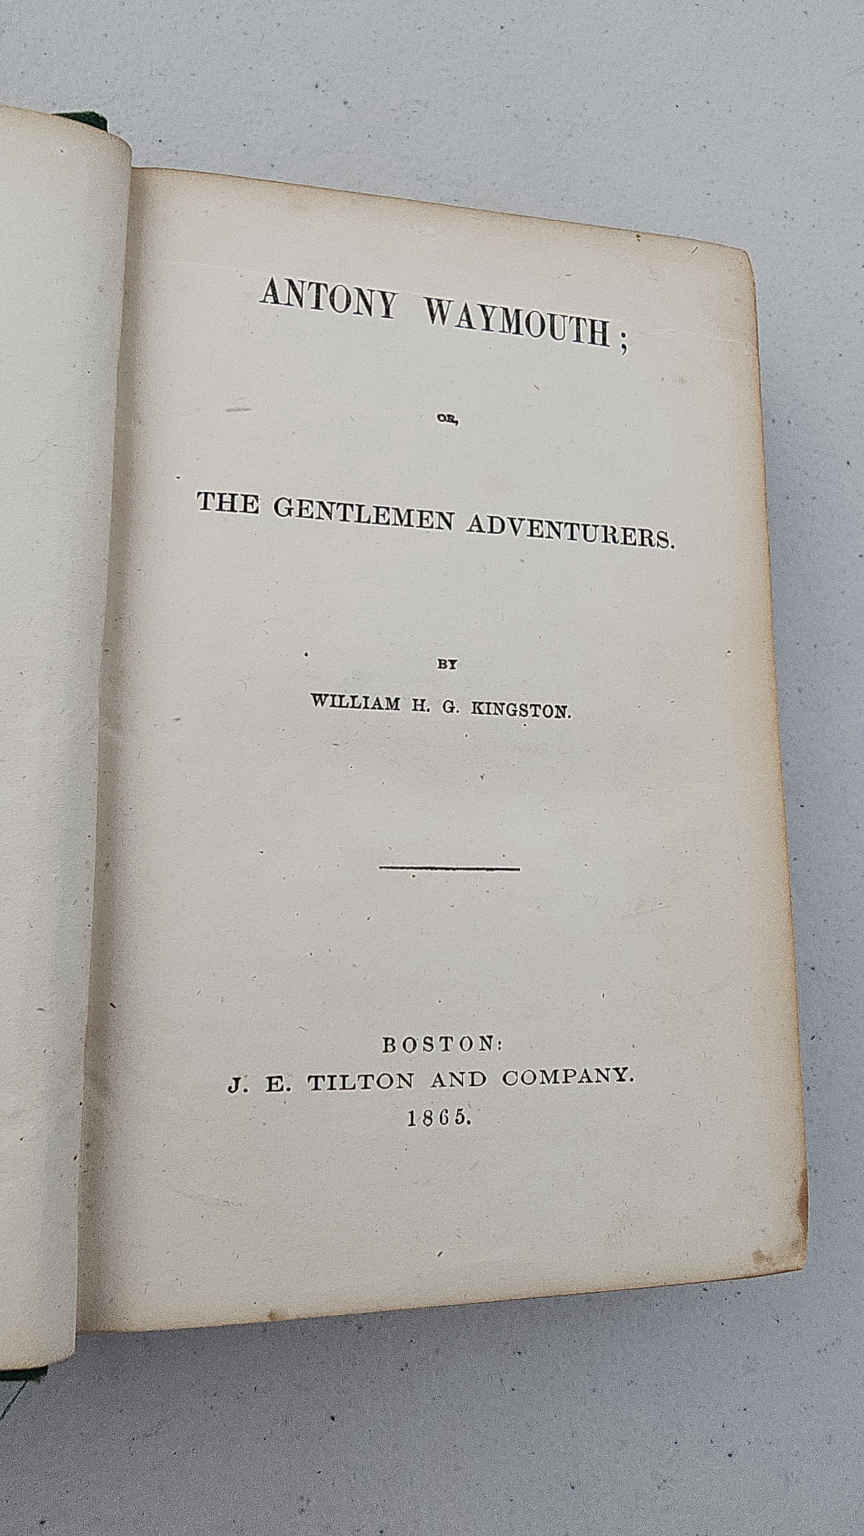 ANTONY WAYMOUTH;
OR,
THE GENTLEMEN ADVENTURERS.
BY
WILLIAM H. G. KINGSTON.
BOSTON:
J. E. TILTON AND COMPANY.
1865.